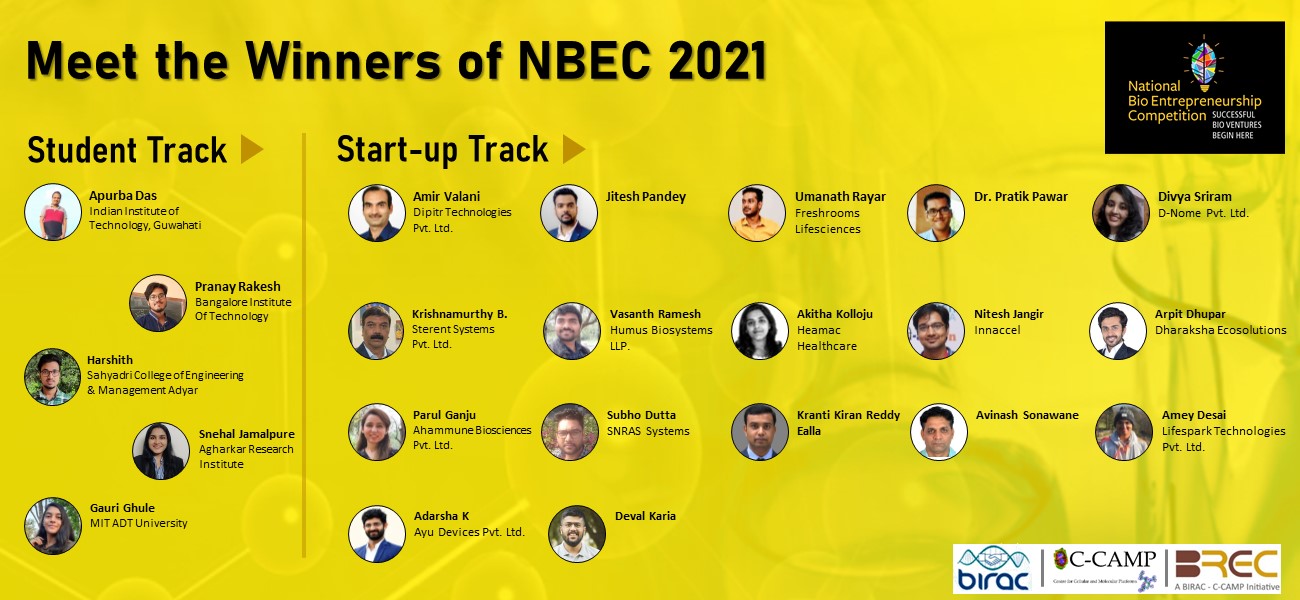 Meet the Winners of NBEC 2021
National
Bio Entrepreneurship
Competition SUCCESSFUL
BIO VENTURES
BEGIN HERE
Student Track
Apurba Das
Indian Institute of
Technology, Guwahati
Pranay Rakesh
Bangalore Institute
Of Technology
Harshith
Sahyadri College of Engineering
& Management Adyar
Snehal Jamalpure
Agharkar Research
Institute
Gauri Ghule
MIT ADT University
Start-up Track
Amir Valani
Dipitr Technologies
Pvt. Ltd.
Jitesh Pandey
Umanath Rayar
Freshrooms
Lifesciences
Dr. Pratik Pawar
Divya Sriram
D-Nome Pvt. Ltd.
Krishnamurthy B.
Sterent Systems
Pvt. Ltd.
Vasanth Ramesh
Humus Biosystems
LLP.
Akitha Kolloju
Heamac
Healthcare
Nitesh Jangir
Innaccel
Arpit Dhupar
Dharaksha Ecosolutions
Parul Ganju
Ahammune Biosciences
Pvt. Ltd.
Subho Dutta
SNRAS Systems
Kranti Kiran Reddy
Ealla
Avinash Sonawane
Amey Desai
Lifespark Technologies
Pvt. Ltd.
Adarsha K
Ayu Devices Pvt. Ltd.
Deval Karia
birac
C-CAMP
Centre for Cellular and Molecular Platforms
BREC
A BIRAC - C-CAMP Initiative